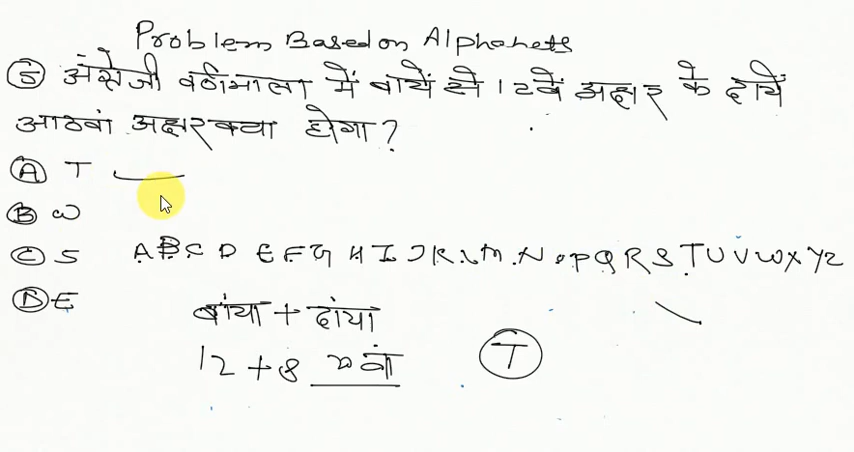 Problem Based on Alphabets
(5) अंग्रेजी वर्णमाला में बायें से 12वें अक्षर के दायें
आठवां अक्षर क्या होगा?
(A) T
(B) W
(C) S
A B C D E F G H I J K L M N O P Q R S T U V W X Y Z
(D) E
बांया + दांया
12 + 8 20वां
T